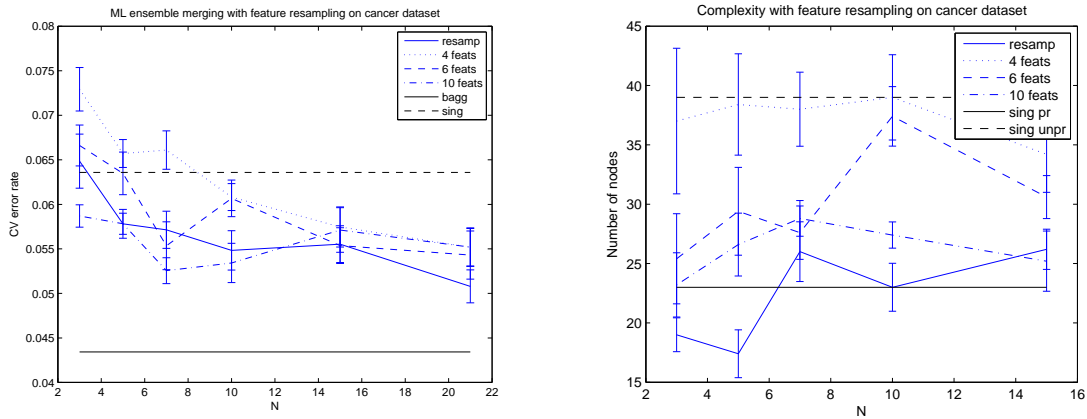 ML ensemble merging with feature resampling on cancer dataset
0.08
0.075
0.07
0.065
0.06
0.055
0.05
0.045
0.04
CV error rate
2 4 6 8 10 12 14 16 18 20 22
N
resamp
4 feats
6 feats
10 feats
bagg
sing
Complexity with feature resampling on cancer dataset
45
40
35
30
25
20
15
Number of nodes
2 4 6 8 10 12 14 16
N
resamp
4 feats
6 feats
10 feats
sing pr
sing unpr